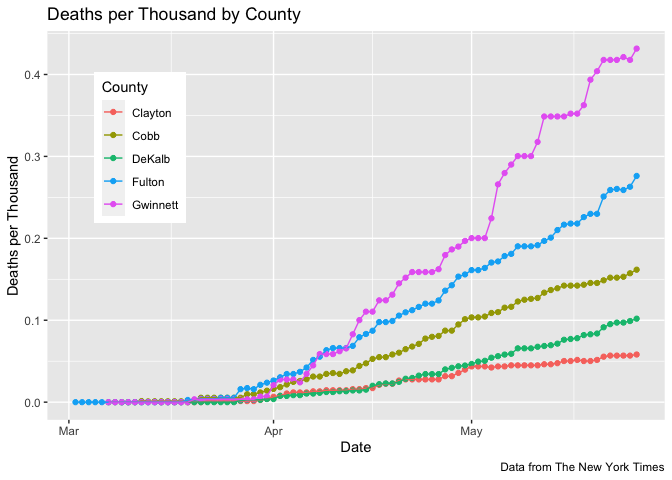 Deaths per Thousand by County
Deaths per Thousand
0.4
0.3
0.2
0.1
0.0
County
Clayton
Cobb
DeKalb
Fulton
Gwinnett
Mar
Apr
May
Date
Data from The New York Times